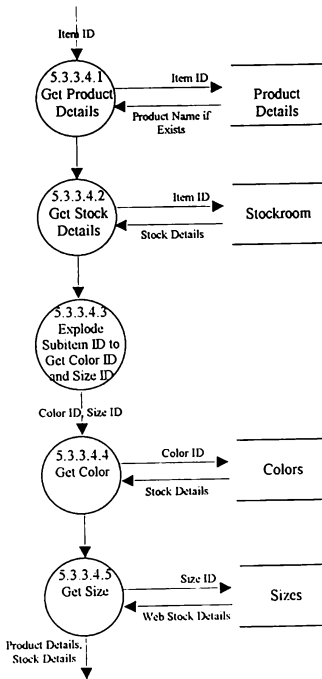 Item ID
5.3.3.4.1
Get Product
Details
Item ID
Product Name if
Exists
Product
Details
5.3.3.4.2
Get Stock
Details
Item ID
Stock Details
Stockroom
5.3.3.4.3
Explode
Subitem ID to
Get Color ID
and Size ID
Color ID, Size ID
5.3.3.4.4
Get Color
Color ID
Stock Details
Colors
5.3.3.4.5
Get Size
Size ID
Web Stock Details
Sizes
Product Details,
Stock Details